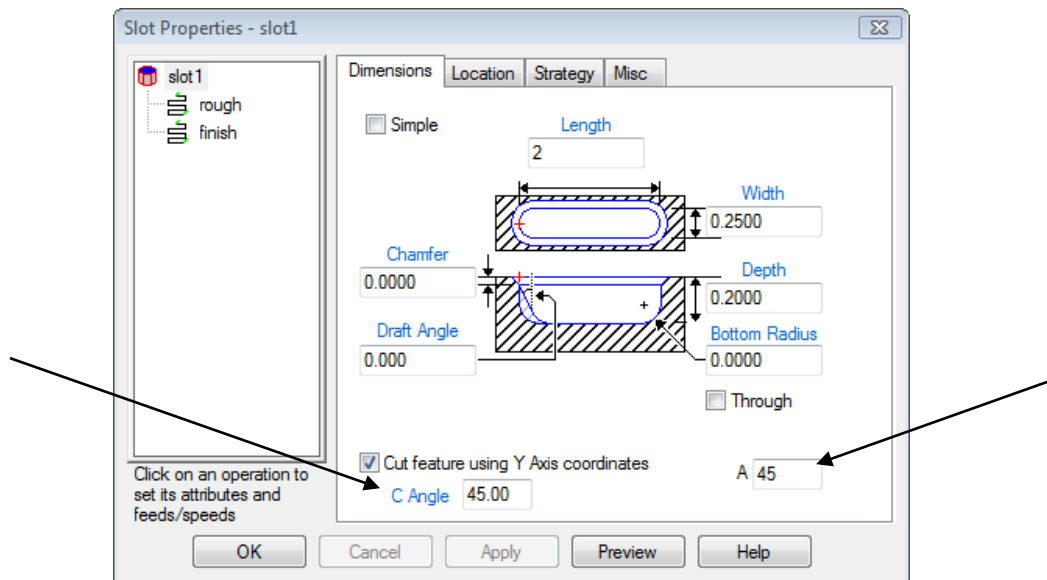 Slot Properties - slot1
slot1
rough
finish
Click on an operation to
set its attributes and
feeds/speeds
Dimensions Location Strategy Misc
Simple
Length
2
Width
0.2500
Chamfer
0.0000
Depth
0.2000
Draft Angle
0.000
Bottom Radius
0.0000
Through
Cut feature using Y Axis coordinates
C Angle 45.00
A 45
OK Cancel Apply Preview Help